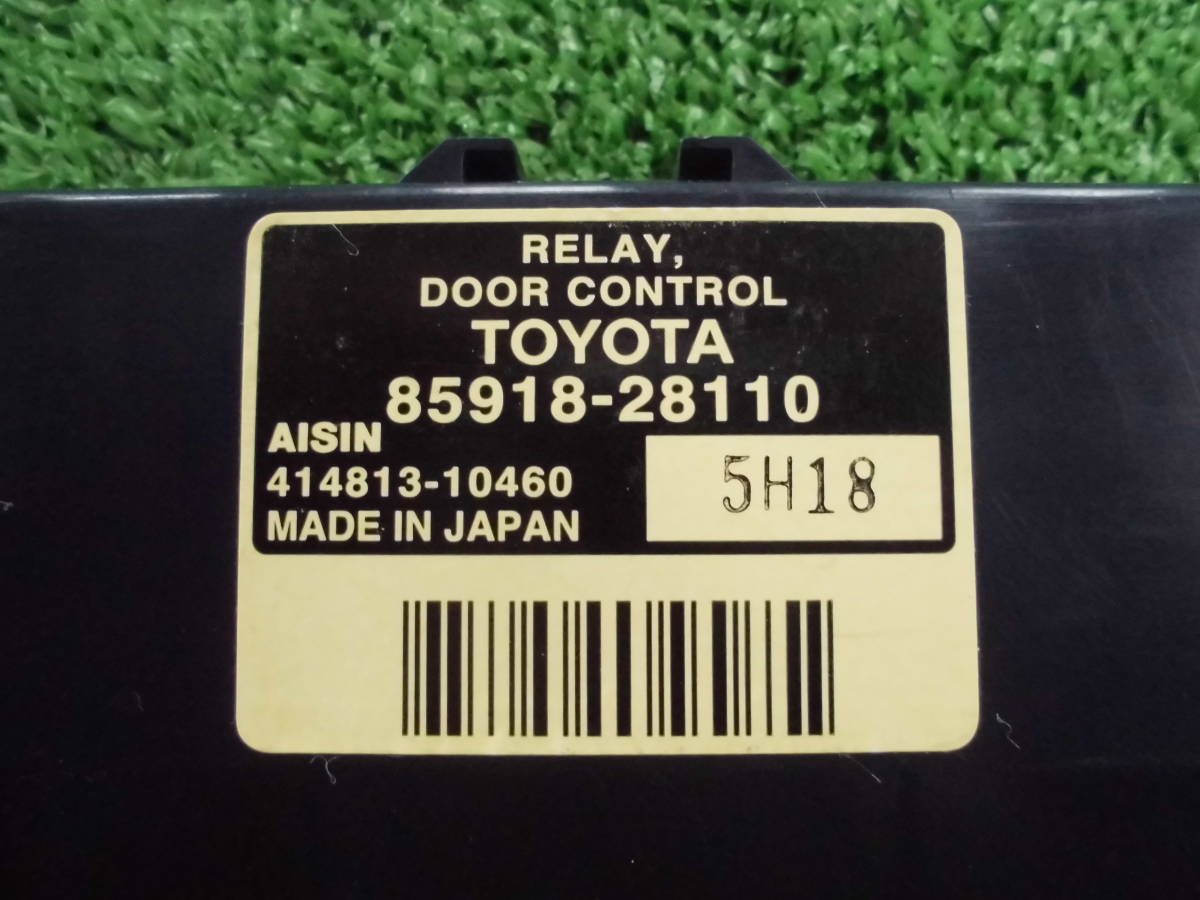 RELAY,
DOOR CONTROL
TOYOTA
85918-28110
AISIN
414813-10460
MADE IN JAPAN
5H18